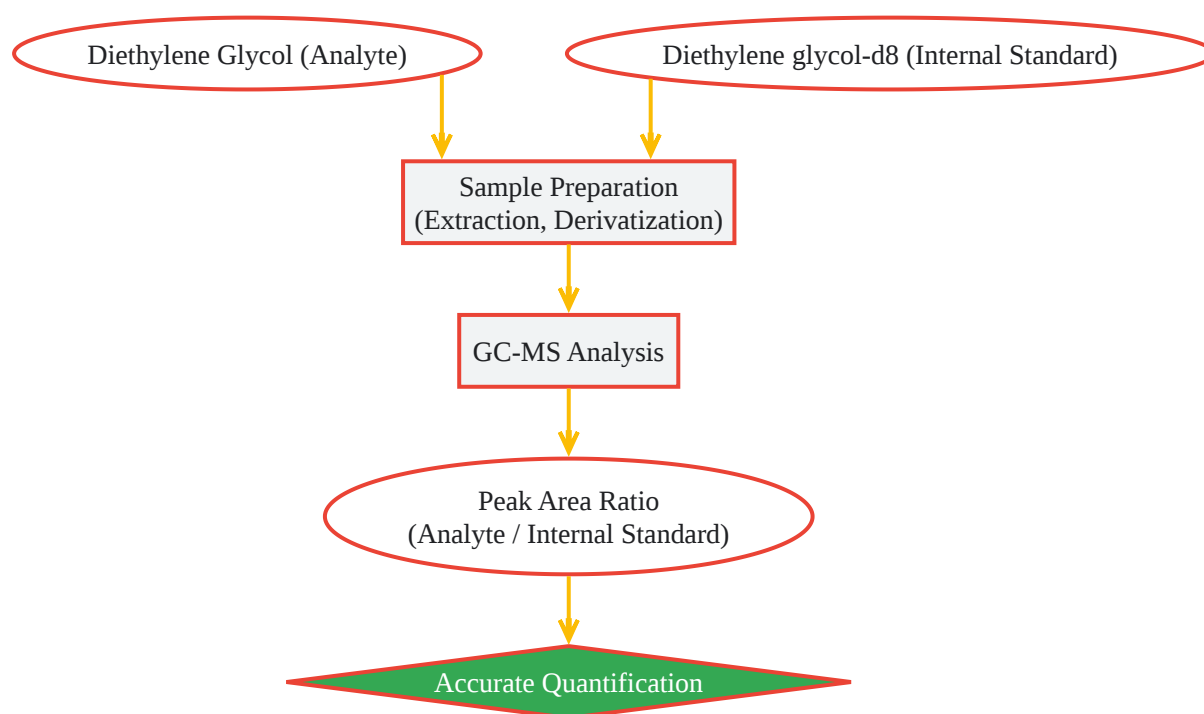 Diethylene Glycol (Analyte)
Diethylene glycol-d8 (Internal Standard)
Sample Preparation
(Extraction, Derivatization)
GC-MS Analysis
Peak Area Ratio
(Analyte / Internal Standard)
Accurate Quantification